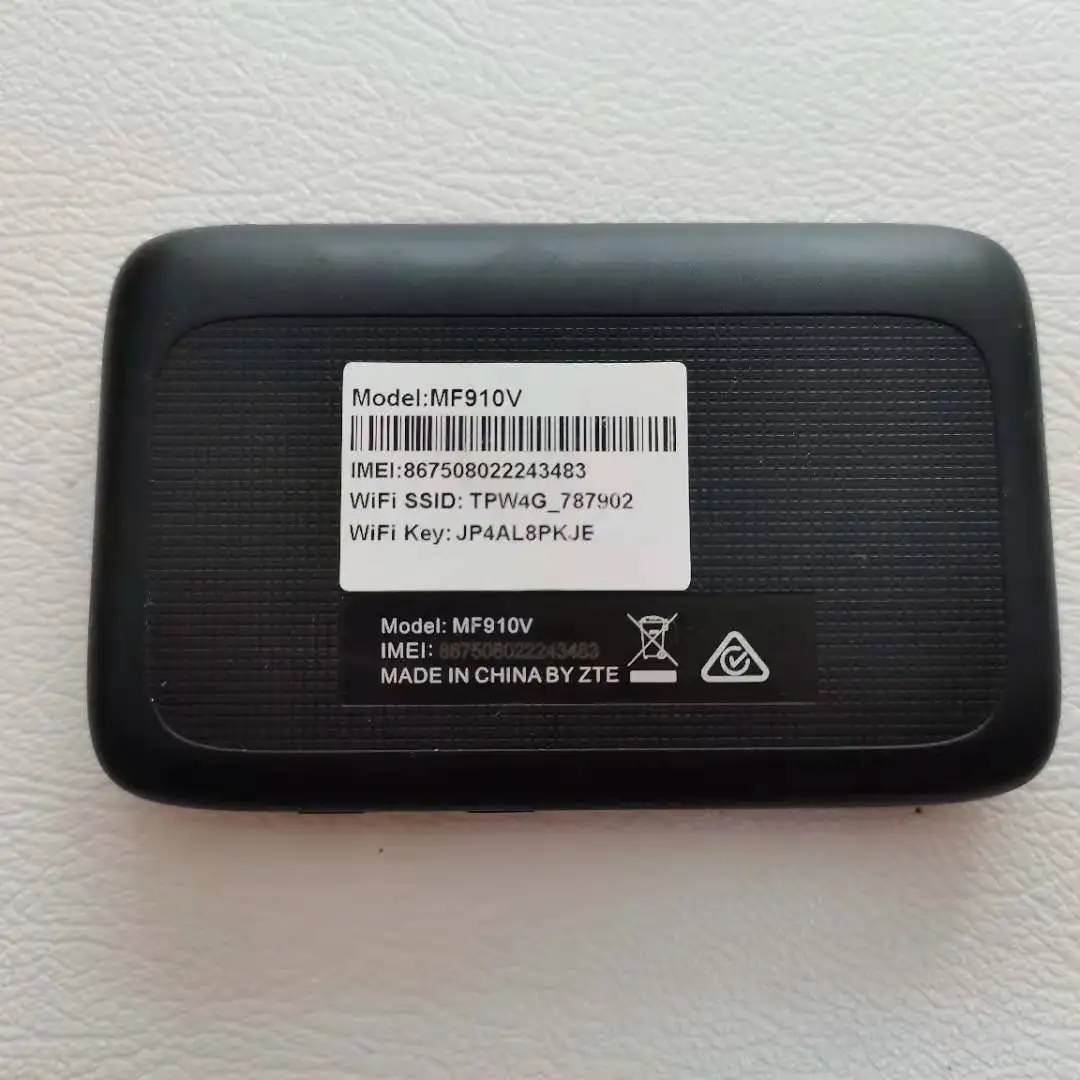 Model:MF910V
IMEI:867508022243483
WiFi SSID: TPW4G_787902
WiFi Key: JP4AL8PKJE
Model: MF910V
IMEI: 867508022243483
MADE IN CHINA BY ZTE